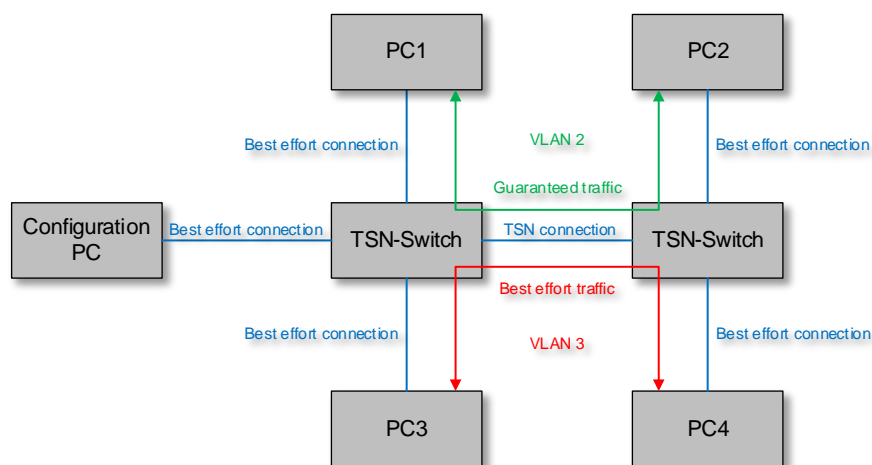 PC1
PC2
Best effort connection
VLAN 2
Best effort connection
Guaranteed traffic
Configuration
PC
Best effort connection
TSN-Switch
TSN connection
TSN-Switch
Best effort traffic
Best effort connection
VLAN 3
Best effort connection
PC3
PC4